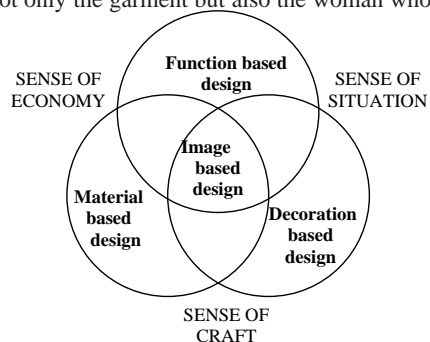 ot only the garment but also the woman who
Function based
design
SENSE OF
ECONOMY
SENSE OF
SITUATION
Image
based
design
Material
based
design
Decoration
based
design
SENSE OF
CRAFT